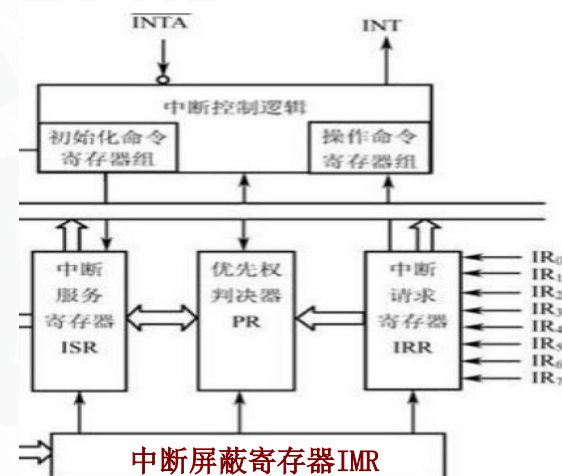 INTA INT
中断控制逻辑
初始化命令
寄存器组
操作命令
寄存器组
中断
服务
寄存器
ISR
优先权
判决器
PR
中断
请求
寄存器
IRR
IR0
IR1
IR2
IR3
IR4
IR5
IR6
IR7
中断屏蔽寄存器IMR